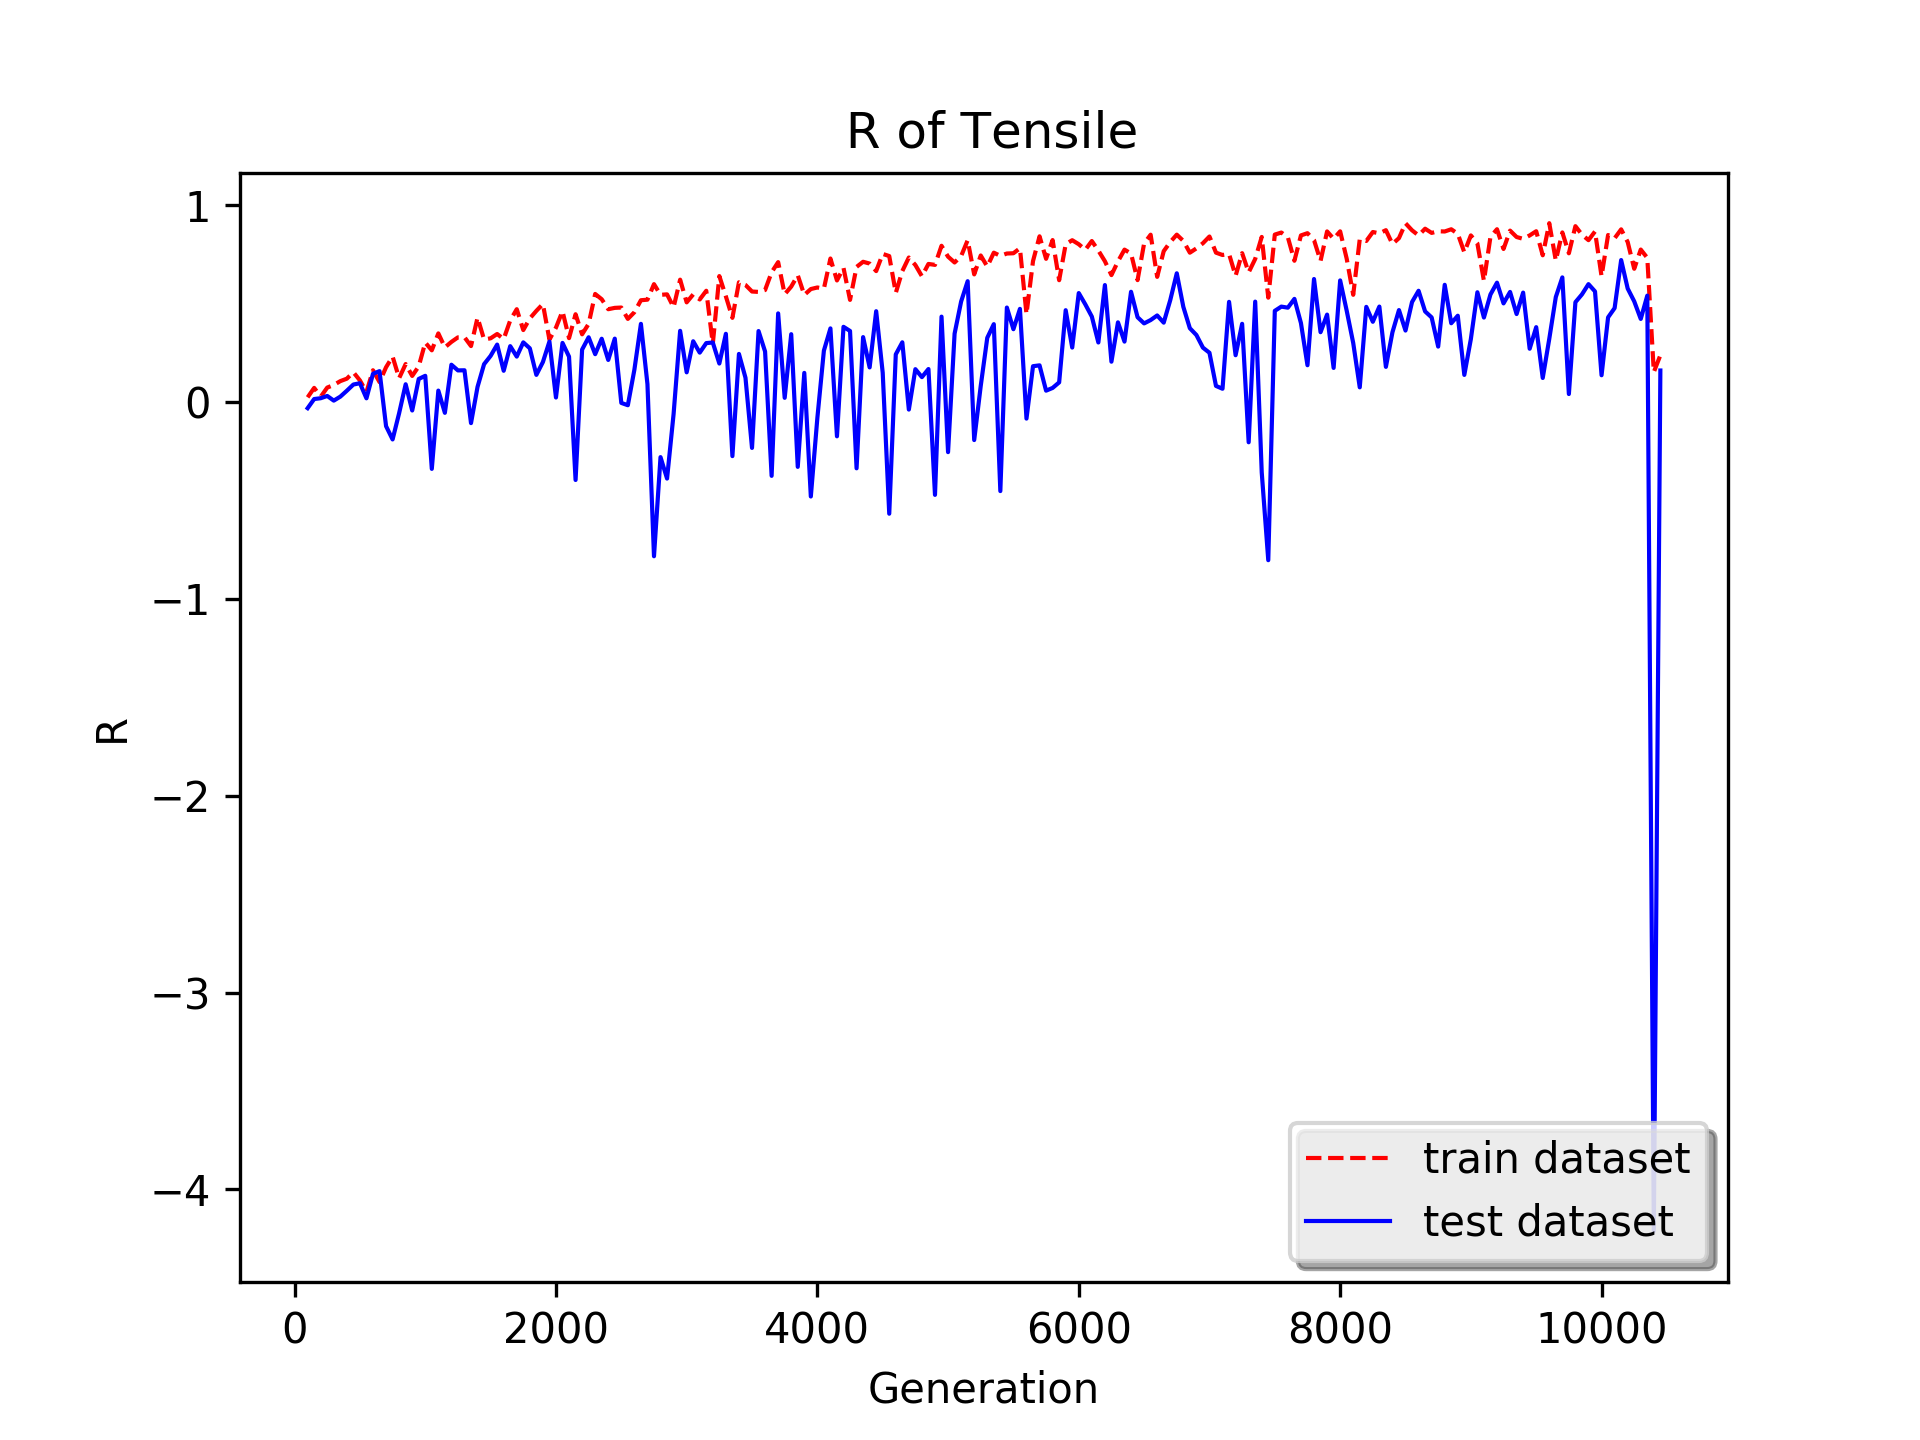 R of Tensile
1
0
−1
−2
−3
−4
R
train dataset
test dataset
0 2000 4000 6000 8000 10000
Generation